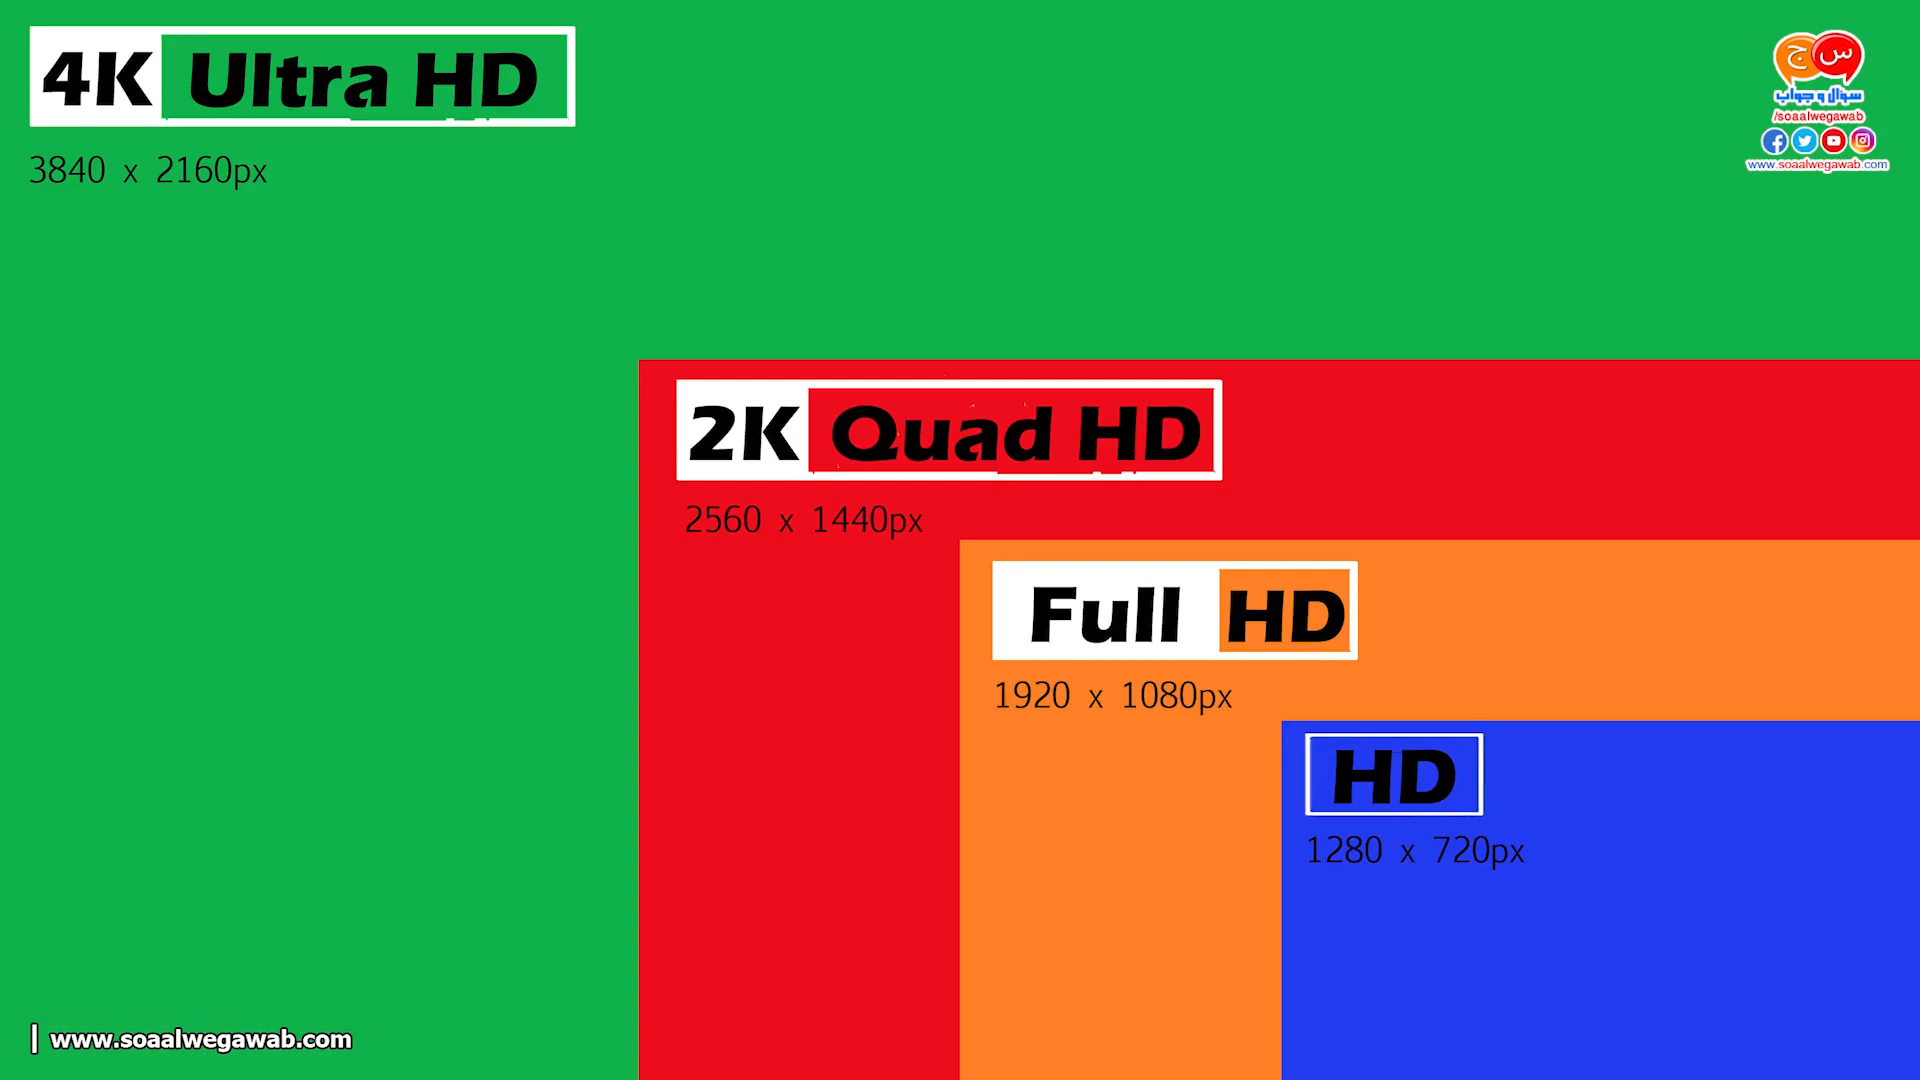 4K Ultra HD
3840 x 2160px
س ج
سؤال و جواب
/soaalwegawab
www.soaalwegawab.com
2K Quad HD
2560 x 1440px
Full HD
1920 x 1080px
HD
1280 x 720px
www.soaalwegawab.com